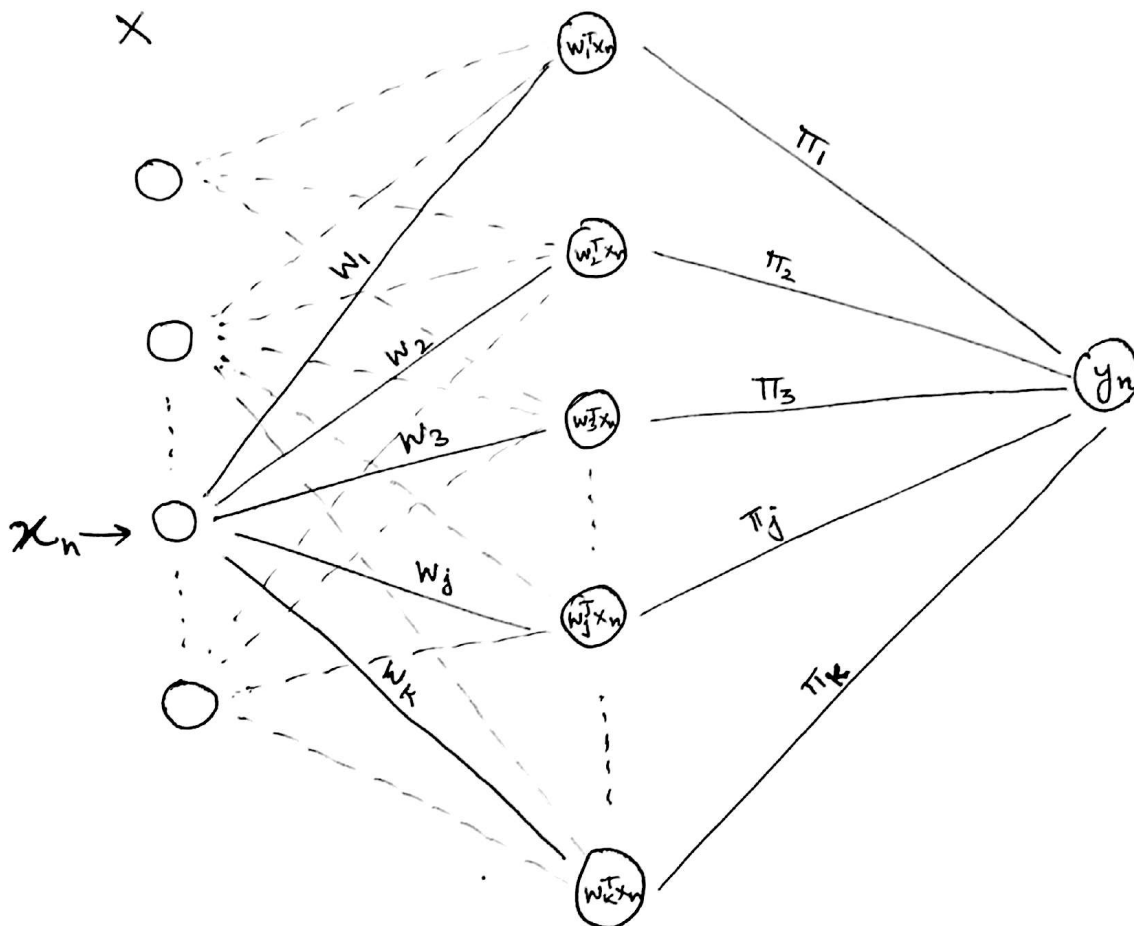 X
w₁ᵀxₙ
π₁
w₂ᵀxₙ
W₁
π₂
W₂
yₙ
π₃
w₃ᵀxₙ
W₃
xₙ→
πⱼ
Wⱼ
wⱼᵀxₙ
W_K
π_K
w_Kᵀxₙ